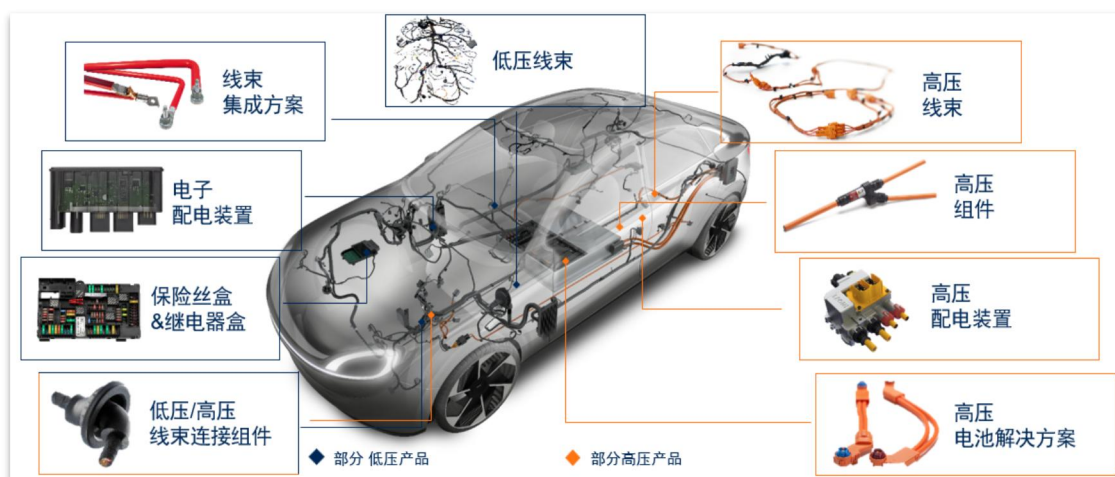 低压线束
线束
集成方案
高压
线束
电子
配电装置
高压
组件
保险丝盒
&继电器盒
高压
配电装置
低压/高压
线束连接组件
高压
电池解决方案
部分 低压产品
部分高压产品